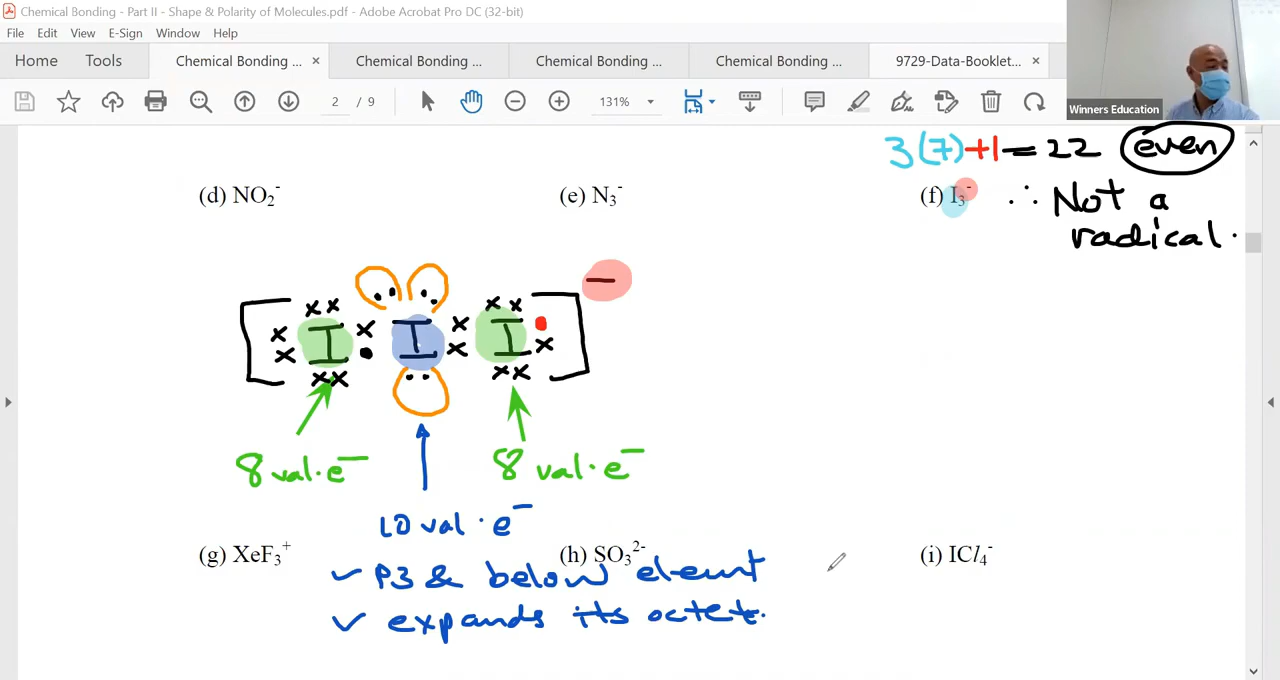 Chemical Bonding - Part II - Shape & Polarity of Molecules.pdf - Adobe Acrobat Pro DC (32-bit)
File Edit View E-Sign Window Help
Home Tools Chemical Bonding ... × Chemical Bonding ... Chemical Bonding ... Chemical Bonding ... 9729-Data-Booklet... ×
2 / 9 131%
Winners Education
3(7)+1 = 22 even
(d) NO₂⁻ (e) N₃⁻ (f) I₃⁻ ∴ Not a
radical.
[ I I I ]⁻
8 val. e⁻ 8 val. e⁻
10 val. e⁻
(g) XeF₃⁺ (h) SO₃²⁻ (i) ICl₄⁻
✓ P3 & below element
✓ expands its octet.